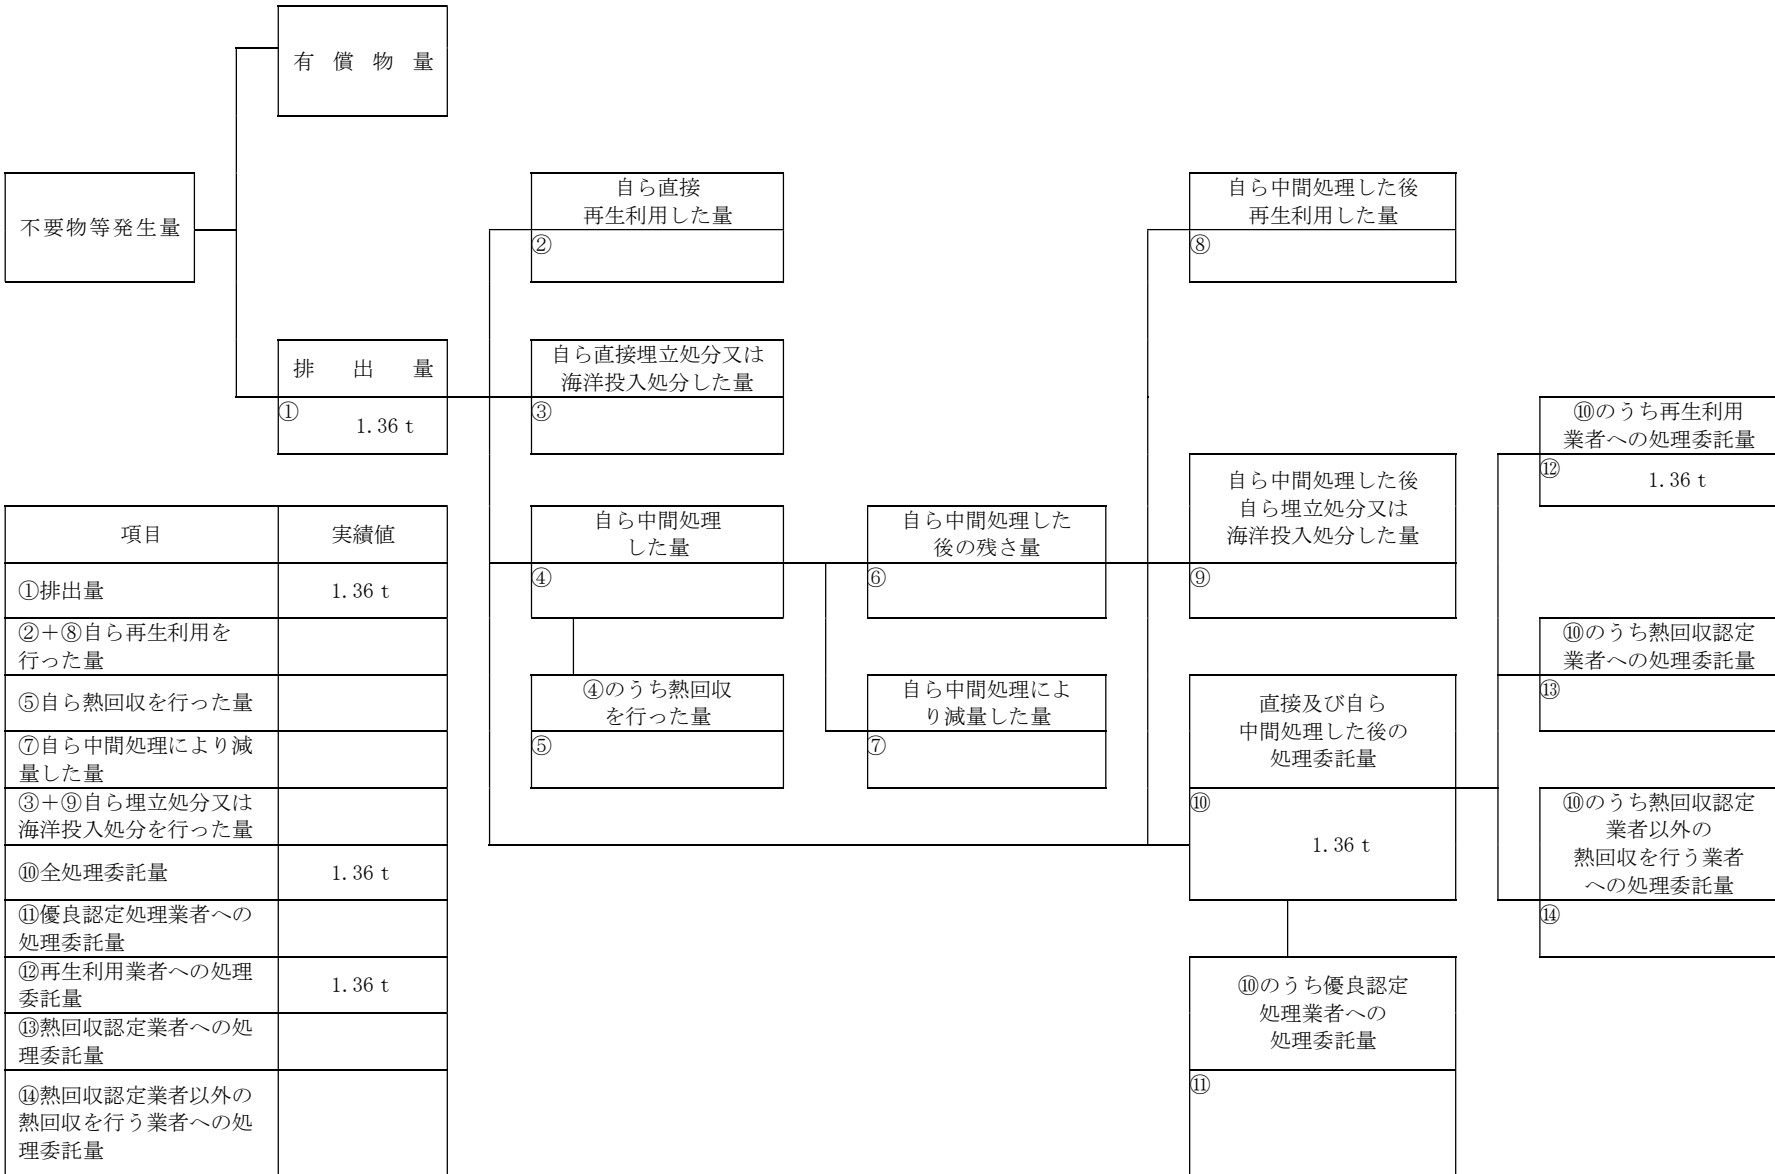 有償物量
不要物等発生量
排出量
①
1.36 t
自ら直接
再生利用した量
②
自ら直接埋立処分又は
海洋投入処分した量
③
自ら中間処理
した量
④
④のうち熱回収
を行った量
⑤
自ら中間処理した
後の残さ量
⑥
自ら中間処理によ
り減量した量
⑦
自ら中間処理した後
再生利用した量
⑧
自ら中間処理した後
自ら埋立処分又は
海洋投入処分した量
⑨
直接及び自ら
中間処理した後の
処理委託量
⑩
1.36 t
⑩のうち優良認定
処理業者への
処理委託量
⑪
⑩のうち再生利用
業者への処理委託量
⑫
1.36 t
⑩のうち熱回収認定
業者への処理委託量
⑬
⑩のうち熱回収認定
業者以外の
熱回収を行う業者
への処理委託量
⑭
項目 実績値
①排出量 1.36 t
②＋⑧自ら再生利用を
行った量
⑤自ら熱回収を行った量
⑦自ら中間処理により減
量した量
③＋⑨自ら埋立処分又は
海洋投入処分を行った量
⑩全処理委託量 1.36 t
⑪優良認定処理業者への
処理委託量
⑫再生利用業者への処理
委託量 1.36 t
⑬熱回収認定業者への処
理委託量
⑭熱回収認定業者以外の
熱回収を行う業者への処
理委託量